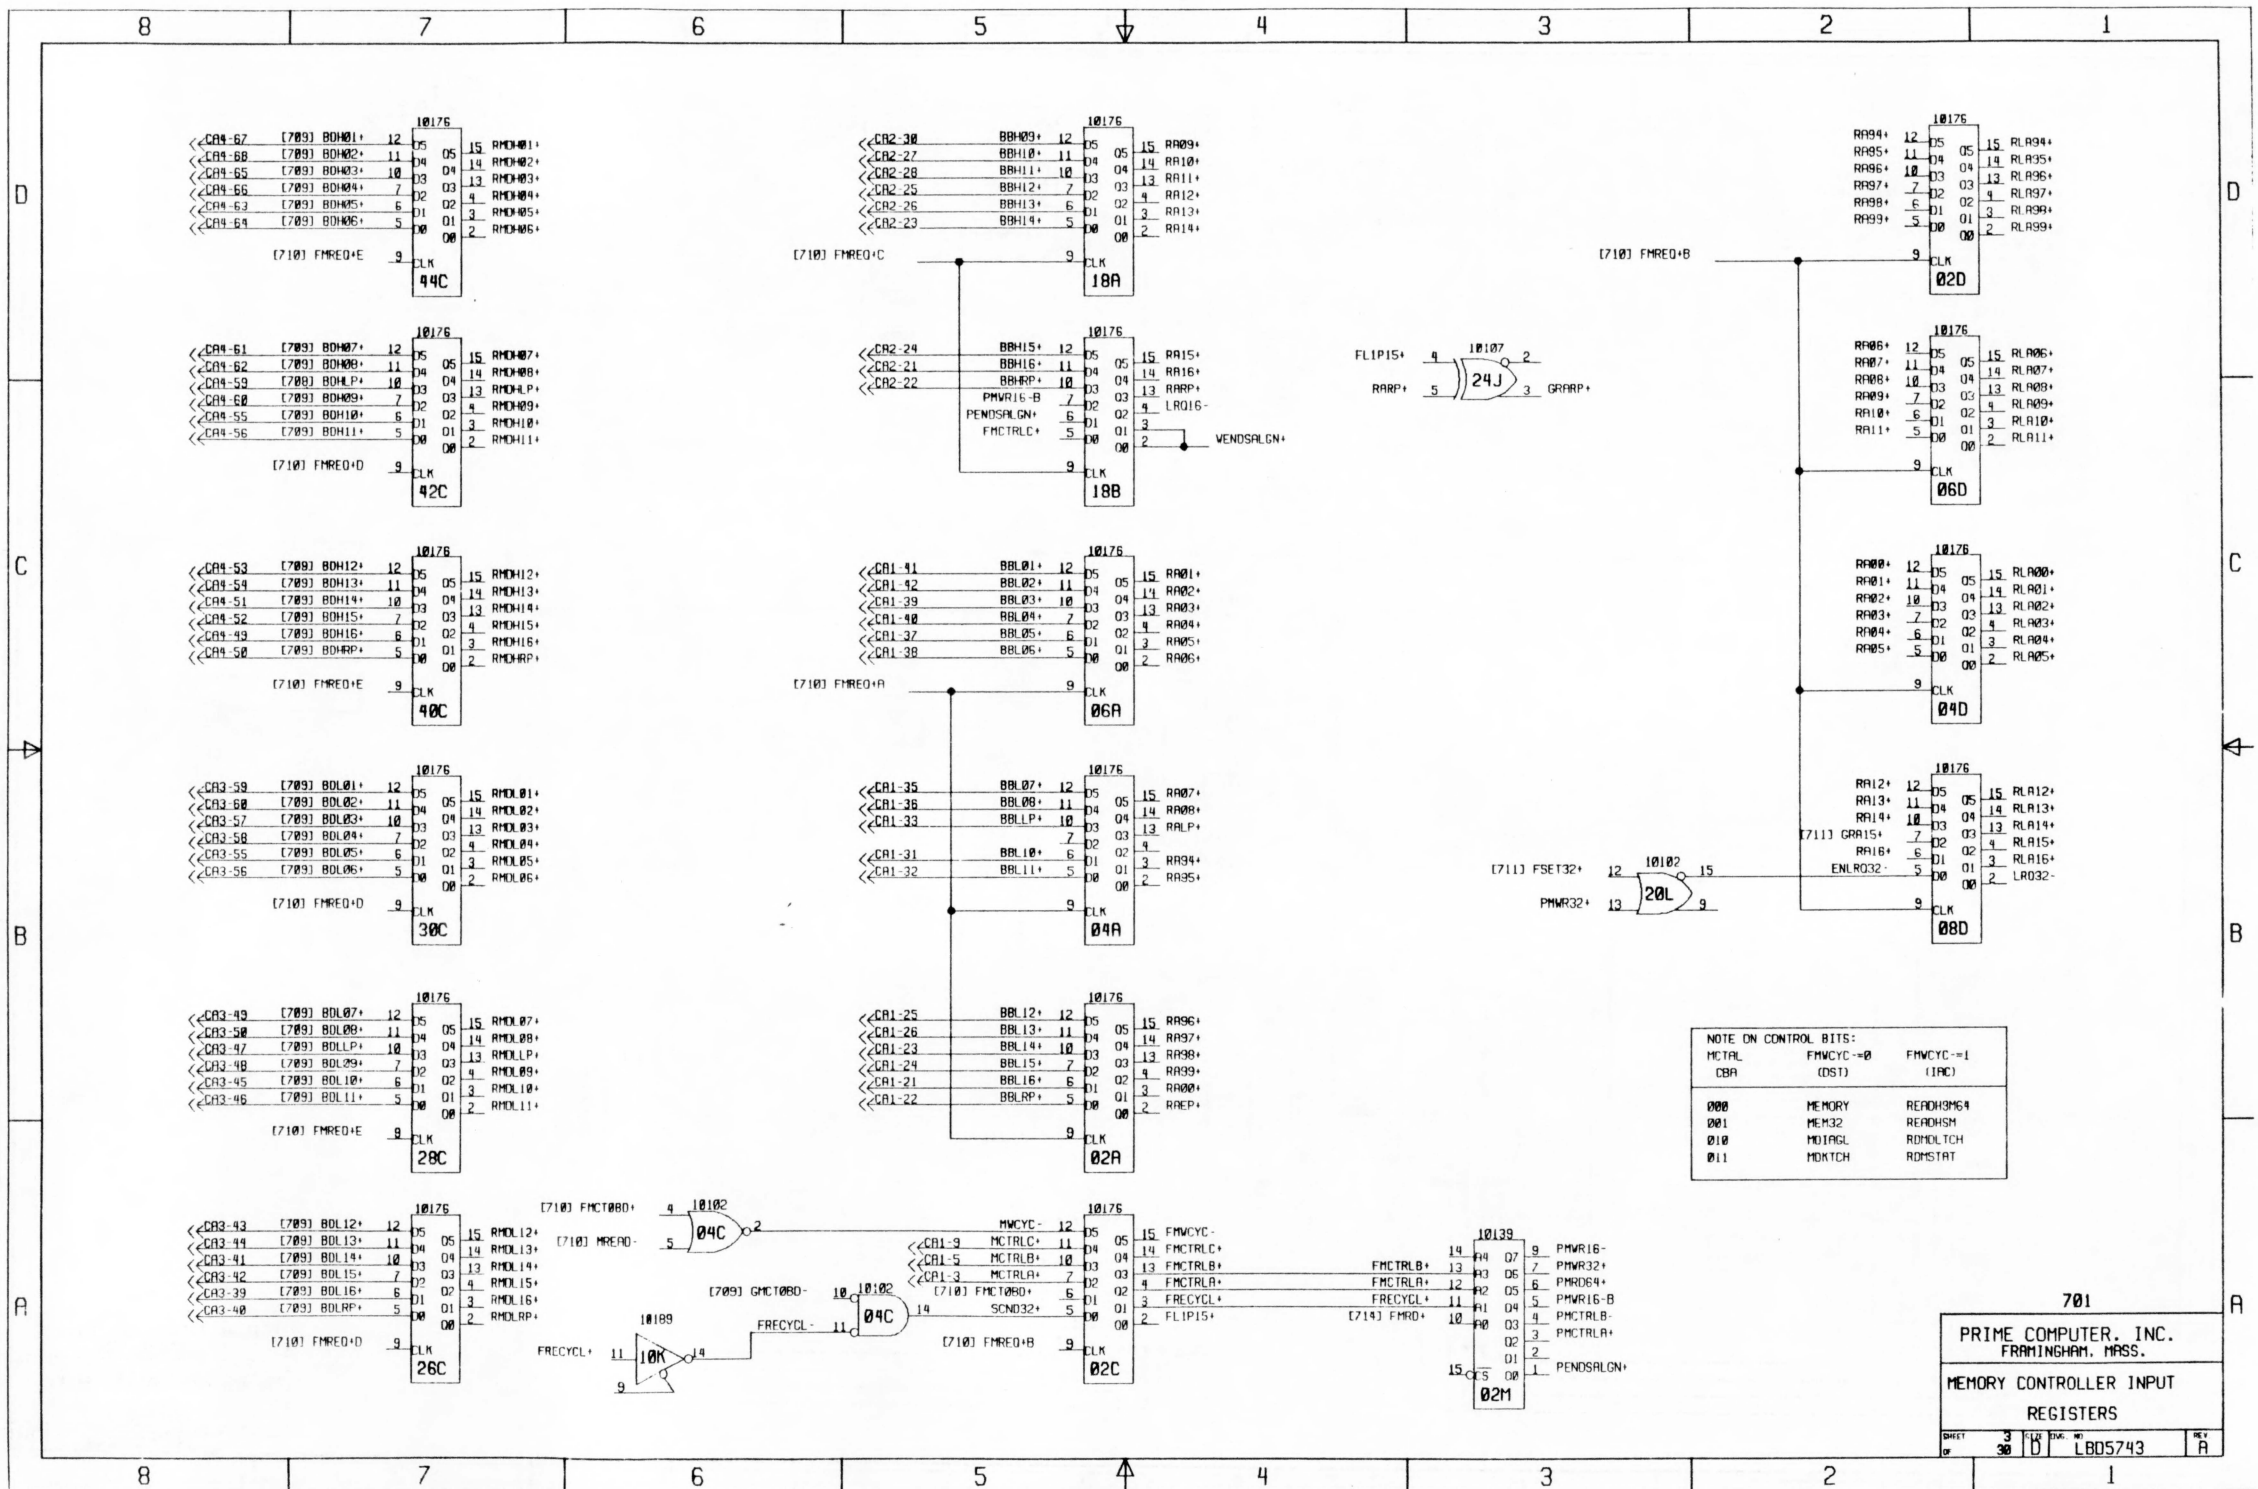 8 7 6 5 4 3 2 1
D
C
B
A
10176
CA4-67 [709] BDH01+ 12 D5 Q5 15 RMDH01+
CA4-68 [709] BDH02+ 11 D4 Q4 14 RMDH02+
CA4-65 [709] BDH03+ 10 D3 Q3 13 RMDH03+
CA4-66 [709] BDH04+ 7 D2 Q2 4 RMDH04+
CA4-63 [709] BDH05+ 6 D1 Q1 3 RMDH05+
CA4-64 [709] BDH06+ 5 D0 Q0 2 RMDH06+
[710] FMREQ+E 9 CLK
44C
10176
CA4-61 [709] BDH07+ 12 D5 Q5 15 RMDH07+
CA4-62 [709] BDH08+ 11 D4 Q4 14 RMDH08+
CA4-59 [708] BDHLP+ 10 D3 Q3 13 RMDHLP+
CA4-60 [709] BDH09+ 7 D2 Q2 4 RMDH09+
CA4-55 [709] BDH10+ 6 D1 Q1 3 RMDH10+
CA4-56 [709] BDH11+ 5 D0 Q0 2 RMDH11+
[710] FMREQ+D 9 CLK
42C
10176
CA4-53 [709] BDH12+ 12 D5 Q5 15 RMDH12+
CA4-54 [709] BDH13+ 11 D4 Q4 14 RMDH13+
CA4-51 [709] BDH14+ 10 D3 Q3 13 RMDH14+
CA4-52 [709] BDH15+ 7 D2 Q2 4 RMDH15+
CA4-49 [709] BDH16+ 6 D1 Q1 3 RMDH16+
CA4-50 [709] BDHRP+ 5 D0 Q0 2 RMDHRP+
[710] FMREQ+E 9 CLK
40C
10176
CA3-59 [709] BDL01+ 12 D5 Q5 15 RMDL01+
CA3-60 [709] BDL02+ 11 D4 Q4 14 RMDL02+
CA3-57 [709] BDL03+ 10 D3 Q3 13 RMDL03+
CA3-58 [709] BDL04+ 7 D2 Q2 4 RMDL04+
CA3-55 [709] BDL05+ 6 D1 Q1 3 RMDL05+
CA3-56 [709] BDL06+ 5 D0 Q0 2 RMDL06+
[710] FMREQ+D 9 CLK
30C
10176
CA3-49 [709] BDL07+ 12 D5 Q5 15 RMDL07+
CA3-50 [709] BDL08+ 11 D4 Q4 14 RMDL08+
CA3-47 [709] BDLLP+ 10 D3 Q3 13 RMDLLP+
CA3-48 [709] BDL09+ 7 D2 Q2 4 RMDL09+
CA3-45 [709] BDL10+ 6 D1 Q1 3 RMDL10+
CA3-46 [709] BDL11+ 5 D0 Q0 2 RMDL11+
[710] FMREQ+E 9 CLK
28C
10176
CA3-43 [709] BDL12+ 12 D5 Q5 15 RMDL12+
CA3-44 [709] BDL13+ 11 D4 Q4 14 RMDL13+
CA3-41 [709] BDL14+ 10 D3 Q3 13 RMDL14+
CA3-42 [709] BDL15+ 7 D2 Q2 4 RMDL15+
CA3-39 [709] BDL16+ 6 D1 Q1 3 RMDL16+
CA3-40 [709] BDLRP+ 5 D0 Q0 2 RMDLRP+
[710] FMREQ+D 9 CLK
26C
10176
CA2-30 BBH09+ 12 D5 Q5 15 RA09+
CA2-27 BBH10+ 11 D4 Q4 14 RA10+
CA2-28 BBH11+ 10 D3 Q3 13 RA11+
CA2-25 BBH12+ 7 D2 Q2 4 RA12+
CA2-26 BBH13+ 6 D1 Q1 3 RA13+
CA2-23 BBH14+ 5 D0 Q0 2 RA14+
[710] FMREQ+C 9 CLK
18A
10176
CA2-24 BBH15+ 12 D5 Q5 15 RA15+
CA2-21 BBH16+ 11 D4 Q4 14 RA16+
CA2-22 BBHRP+ 10 D3 Q3 13 RARP+
PMWR16-B 7 D2 Q2 4 LRQ16-
PENDSALGN+ 6 D1 Q1 3
FMCTRLC+ 5 D0 Q0 2 WENDSALGN+
9 CLK
18B
10176
CA1-41 BBL01+ 12 D5 Q5 15 RA01+
CA1-42 BBL02+ 11 D4 Q4 14 RA02+
CA1-39 BBL03+ 10 D3 Q3 13 RA03+
CA1-40 BBL04+ 7 D2 Q2 4 RA04+
CA1-37 BBL05+ 6 D1 Q1 3 RA05+
CA1-38 BBL06+ 5 D0 Q0 2 RA06+
[710] FMREQ+A 9 CLK
06A
10176
CA1-35 BBL07+ 12 D5 Q5 15 RA07+
CA1-36 BBL08+ 11 D4 Q4 14 RA08+
CA1-33 BBLLP+ 10 D3 Q3 13 RALP+
7 D2 Q2 4
CA1-31 BBL10+ 6 D1 Q1 3 RA94+
CA1-32 BBL11+ 5 D0 Q0 2 RA95+
9 CLK
04A
10176
CA1-25 BBL12+ 12 D5 Q5 15 RA96+
CA1-26 BBL13+ 11 D4 Q4 14 RA97+
CA1-23 BBL14+ 10 D3 Q3 13 RA98+
CA1-24 BBL15+ 7 D2 Q2 4 RA99+
CA1-21 BBL16+ 6 D1 Q1 3 RA00+
CA1-22 BBLRP+ 5 D0 Q0 2 RAEP+
9 CLK
02A
[710] FMCT0BD+ 4 10102
[710] MREAD- 5 04C 2
[709] GMCT0BD- 10 10102
FRECYCL- 11 04C 14
10189
FRECYCL+ 11 10K 14
9
10176
MWCYC- 12 D5 Q5 15 FMWCYC-
CA1-9 MCTRLC+ 11 D4 Q4 14 FMCTRLC+
CA1-5 MCTRLB+ 10 D3 Q3 13 FMCTRLB+
CA1-3 MCTRLA+ 7 D2 Q2 4 FMCTRLA+
[710] FMCT0BD+ 6 D1 Q1 3 FRECYCL+
SCND32+ 5 D0 Q0 2 FL1P15+
[710] FMREQ+B 9 CLK
02C
10139
14 A4 Q7 9 PMWR16-
FMCTRLB+ 13 A3 Q6 7 PMWR32+
FMCTRLA+ 12 A2 Q5 6 PMRD64+
FRECYCL+ 11 A1 Q4 5 PMWR16-B
[714] FMRD+ 10 A0 Q3 4 PMCTRLB-
Q2 3 PMCTRLA+
Q1 2
15 CS Q0 1 PENDSALGN+
02M
FL1P15+ 4 10107 2
RARP+ 5 24J 3 GRARP+
[711] FSET32+ 12 10102 15
PMWR32+ 13 20L 9
10176
RA94+ 12 D5 Q5 15 RLA94+
RA95+ 11 D4 Q4 14 RLA95+
RA96+ 10 D3 Q3 13 RLA96+
RA97+ 7 D2 Q2 4 RLA97+
RA98+ 6 D1 Q1 3 RLA98+
RA99+ 5 D0 Q0 2 RLA99+
[710] FMREQ+B 9 CLK
02D
10176
RA06+ 12 D5 Q5 15 RLA06+
RA07+ 11 D4 Q4 14 RLA07+
RA08+ 10 D3 Q3 13 RLA08+
RA09+ 7 D2 Q2 4 RLA09+
RA10+ 6 D1 Q1 3 RLA10+
RA11+ 5 D0 Q0 2 RLA11+
9 CLK
06D
10176
RA00+ 12 D5 Q5 15 RLA00+
RA01+ 11 D4 Q4 14 RLA01+
RA02+ 10 D3 Q3 13 RLA02+
RA03+ 7 D2 Q2 4 RLA03+
RA04+ 6 D1 Q1 3 RLA04+
RA05+ 5 D0 Q0 2 RLA05+
9 CLK
04D
10176
RA12+ 12 D5 Q5 15 RLA12+
RA13+ 11 D4 Q4 14 RLA13+
RA14+ 10 D3 Q3 13 RLA14+
[711] GRA15+ 7 D2 Q2 4 RLA15+
RA16+ 6 D1 Q1 3 RLA16+
ENLRQ32- 5 D0 Q0 2 LRQ32-
9 CLK
08D
NOTE ON CONTROL BITS:
MCTAL FMWCYC-=0 FMWCYC-=1
CBA (DST) (IAC)
000 MEMORY READH3M64
001 MEM32 READHSM
010 MDIAGL RDMDLTCH
011 MDKTCH RDMSTAT
701
PRIME COMPUTER. INC.
FRAMINGHAM. MASS.
MEMORY CONTROLLER INPUT
REGISTERS
SHEET 3 OF 30 SIZE D DWG. NO LBD5743 REV A
8 7 6 5 4 3 2 1